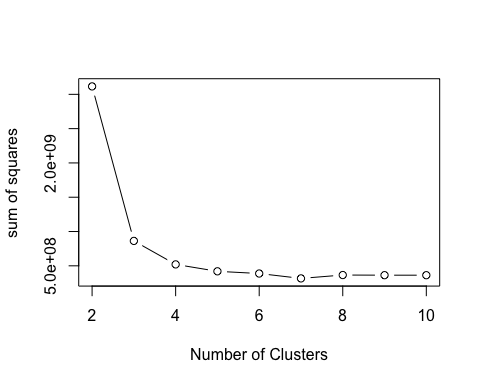 sum of squares
2.0e+09
5.0e+08
2 4 6 8 10
Number of Clusters